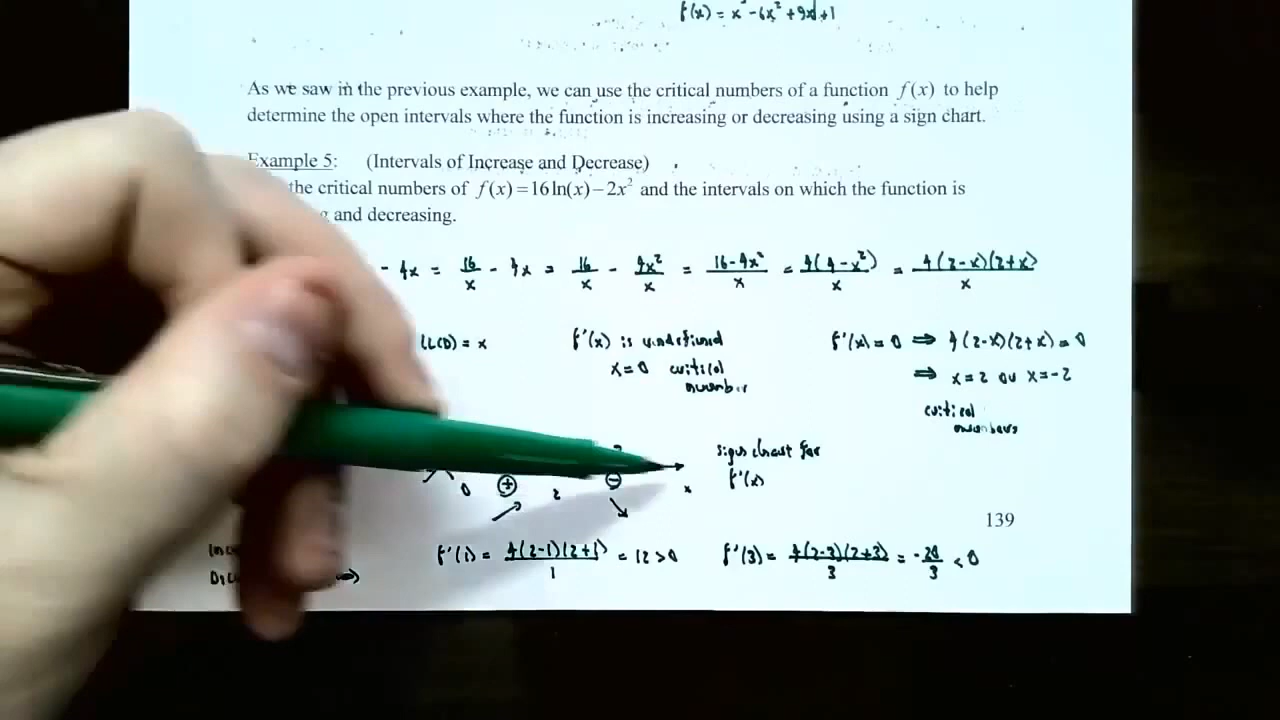 f(x) = x³ - 6x² + 9x + 1
As we saw in the previous example, we can use the critical numbers of a function f(x) to help
determine the open intervals where the function is increasing or decreasing using a sign chart.
Example 5: (Intervals of Increase and Decrease)
the critical numbers of f(x) = 16 ln(x) − 2x² and the intervals on which the function is
and decreasing.
- 4x = 16/x - 4x = 16/x - 4x²/x = (16-4x²)/x = 4(4-x²)/x = 4(2-x)(2+x)/x
LCD = x f'(x) is undefined f'(x) = 0 ⇒ 4(2-x)(2+x) = 0
x = 0 critical number ⇒ x = 2 or x = -2
critical numbers
sign chart for
0 ⊕ 2 ⊖ x f'(x)
139
f'(1) = 4(2-1)(2+1)/1 = 12 > 0 f'(3) = 4(2-3)(2+3)/3 = -20/3 < 0